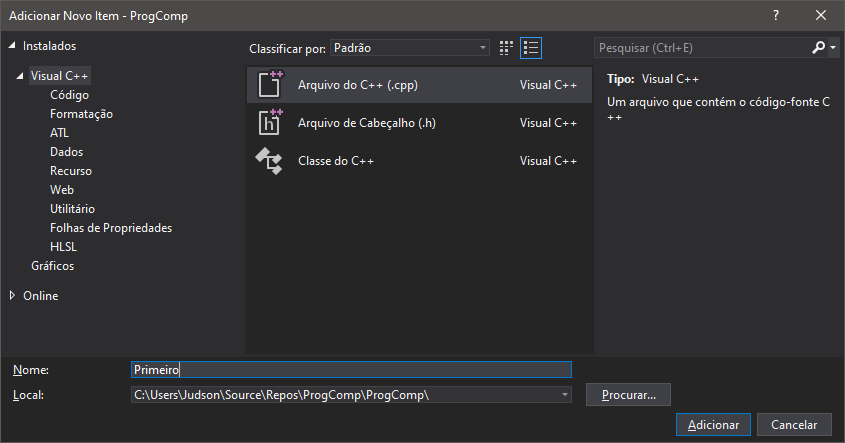 Adicionar Novo Item - ProgComp
?
Instalados
Visual C++
Código
Formatação
ATL
Dados
Recurso
Web
Utilitário
Folhas de Propriedades
HLSL
Gráficos
Online
Classificar por: Padrão
Arquivo do C++ (.cpp) Visual C++
Arquivo de Cabeçalho (.h) Visual C++
Classe do C++ Visual C++
Pesquisar (Ctrl+E)
Tipo: Visual C++
Um arquivo que contém o código-fonte C
++
Nome: Primeiro
Local: C:\Users\Judson\Source\Repos\ProgComp\ProgComp\
Procurar...
Adicionar Cancelar